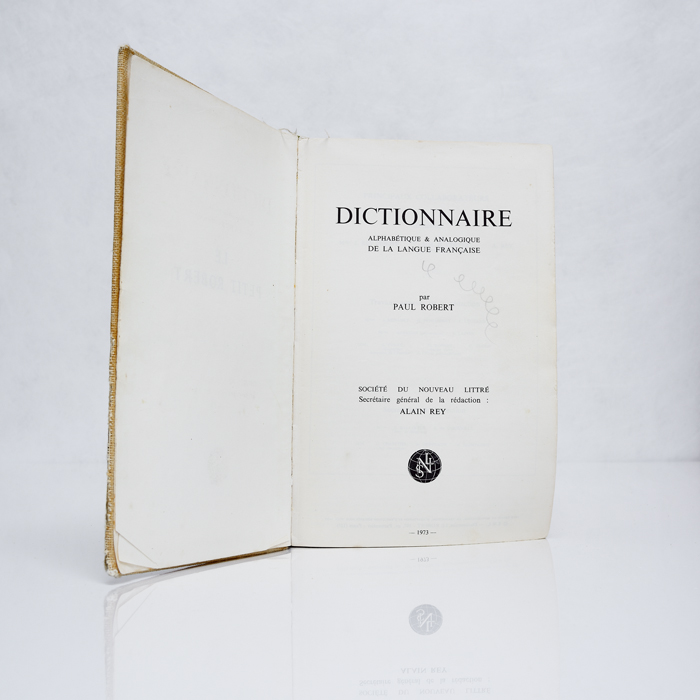 DICTIONNAIRE
ALPHABÉTIQUE & ANALOGIQUE
DE LA LANGUE FRANÇAISE
par
PAUL ROBERT
SOCIÉTÉ DU NOUVEAU LITTRÉ
Secrétaire général de la rédaction :
ALAIN REY
— 1973 —